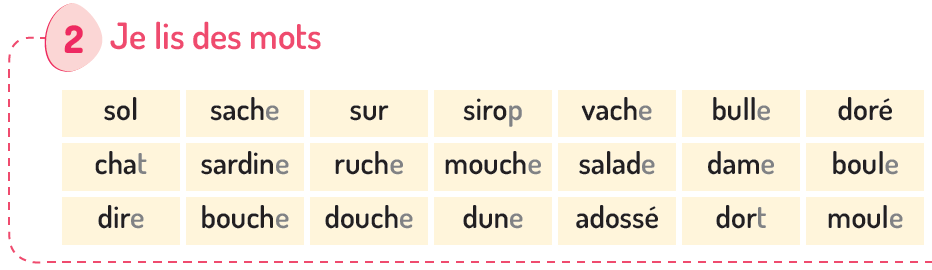 2 Je lis des mots
sol sache sur sirop vache bulle doré
chat sardine ruche mouche salade dame boule
dire bouche douche dune adossé dort moule